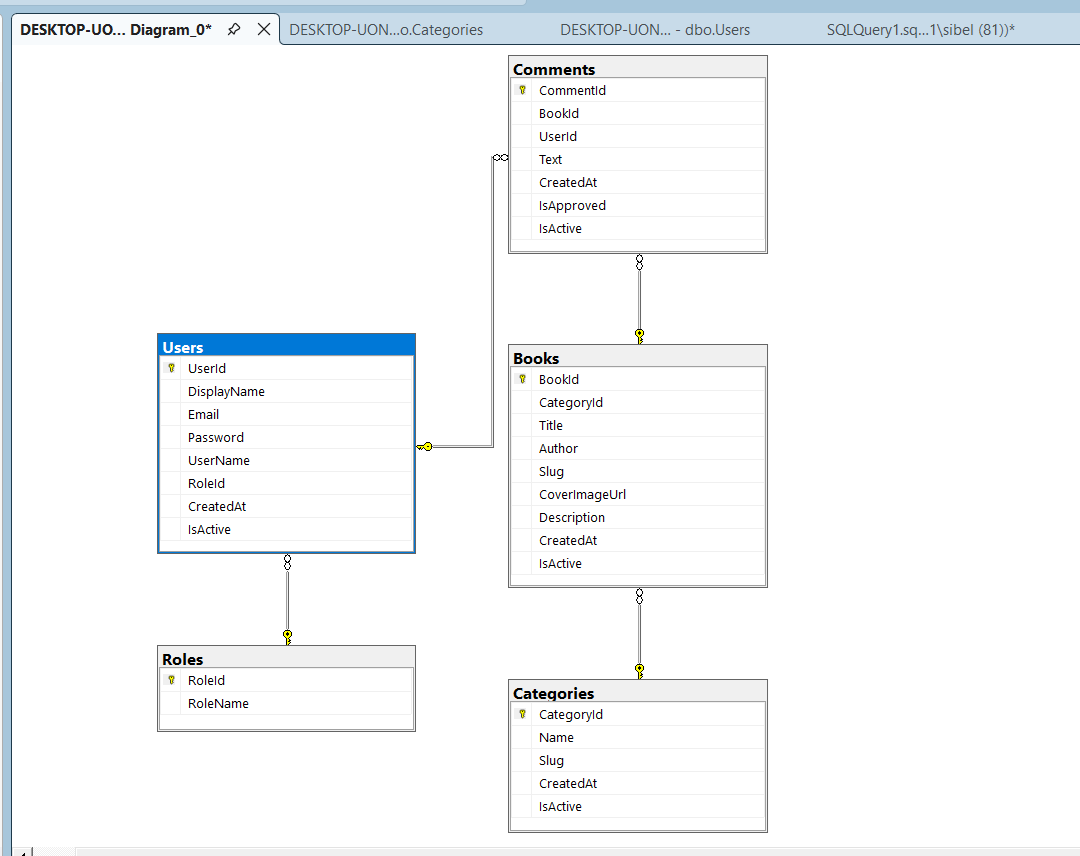 DESKTOP-UO... Diagram_0*
DESKTOP-UON...o.Categories
DESKTOP-UON... - dbo.Users
SQLQuery1.sq...1\sibel (81))*
Comments
CommentId
BookId
UserId
Text
CreatedAt
IsApproved
IsActive
Users
UserId
DisplayName
Email
Password
UserName
RoleId
CreatedAt
IsActive
Books
BookId
CategoryId
Title
Author
Slug
CoverImageUrl
Description
CreatedAt
IsActive
Roles
RoleId
RoleName
Categories
CategoryId
Name
Slug
CreatedAt
IsActive